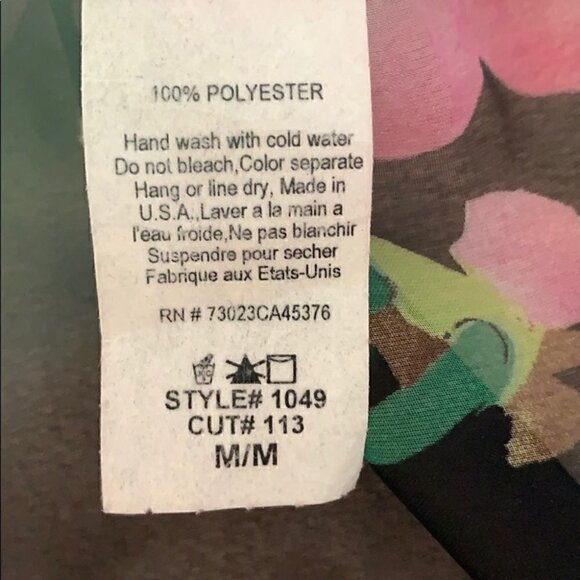 100% POLYESTER
Hand wash with cold water
Do not bleach,Color separate
Hang or line dry, Made in
U.S.A.,Laver a la main a
l'eau froide,Ne pas blanchir
Suspendre pour secher
Fabrique aux Etats-Unis
RN # 73023CA45376
STYLE# 1049
CUT# 113
M/M